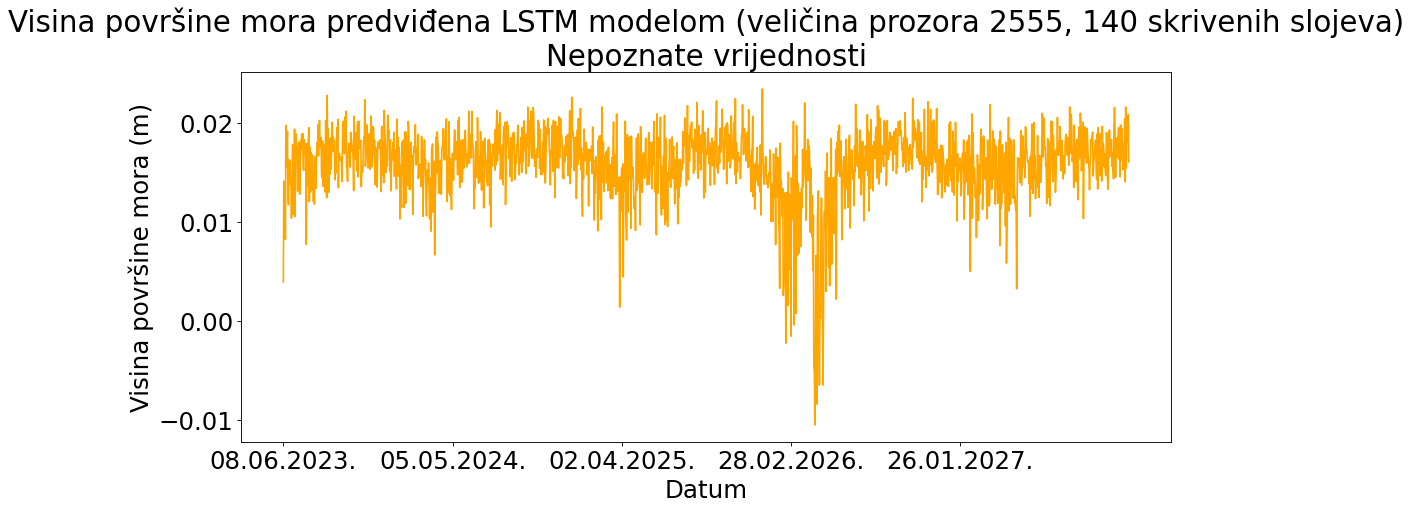 Visina površine mora predviđena LSTM modelom (veličina prozora 2555, 140 skrivenih slojeva)
Nepoznate vrijednosti
Visina površine mora (m)
0.02
0.01
0.00
−0.01
08.06.2023. 05.05.2024. 02.04.2025. 28.02.2026. 26.01.2027.
Datum